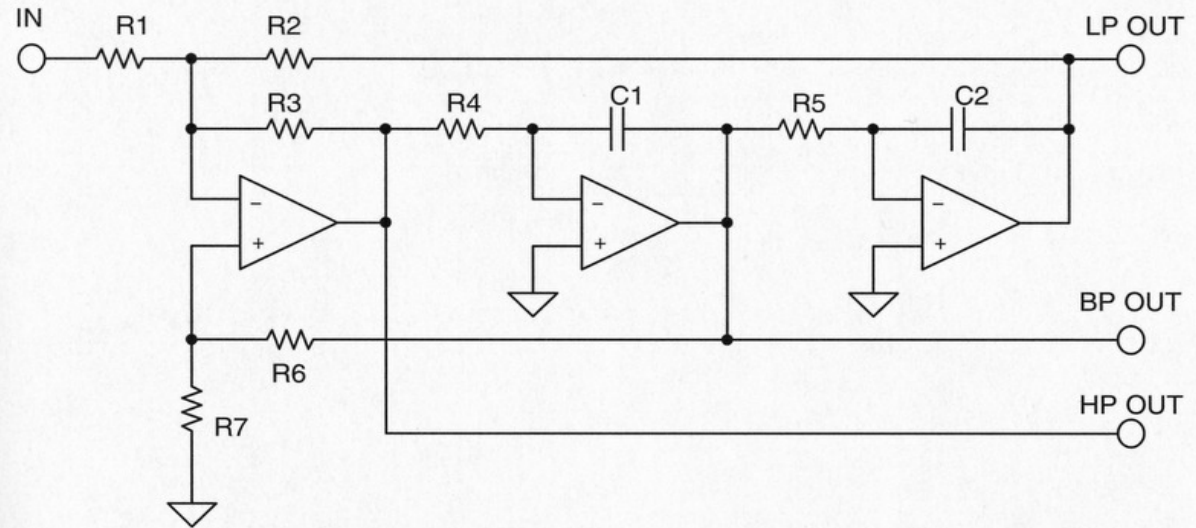 IN
R1
R2
LP OUT
R3
R4
C1
R5
C2
−
+
−
+
−
+
BP OUT
R6
HP OUT
R7